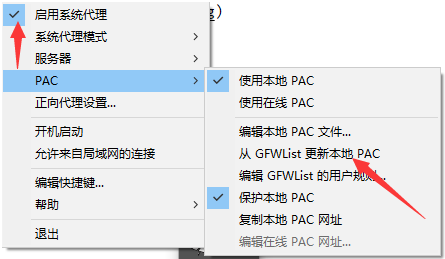 启用系统代理
g)
系统代理模式
服务器
PAC
正向代理设置...
开机启动
允许来自局域网的连接
编辑快捷键...
帮助
退出
使用本地 PAC
使用在线 PAC
编辑本地 PAC 文件...
从 GFWList 更新本地 PAC
编辑 GFWList 的用户规则...
保护本地 PAC
复制本地 PAC 网址
编辑在线 PAC 网址...